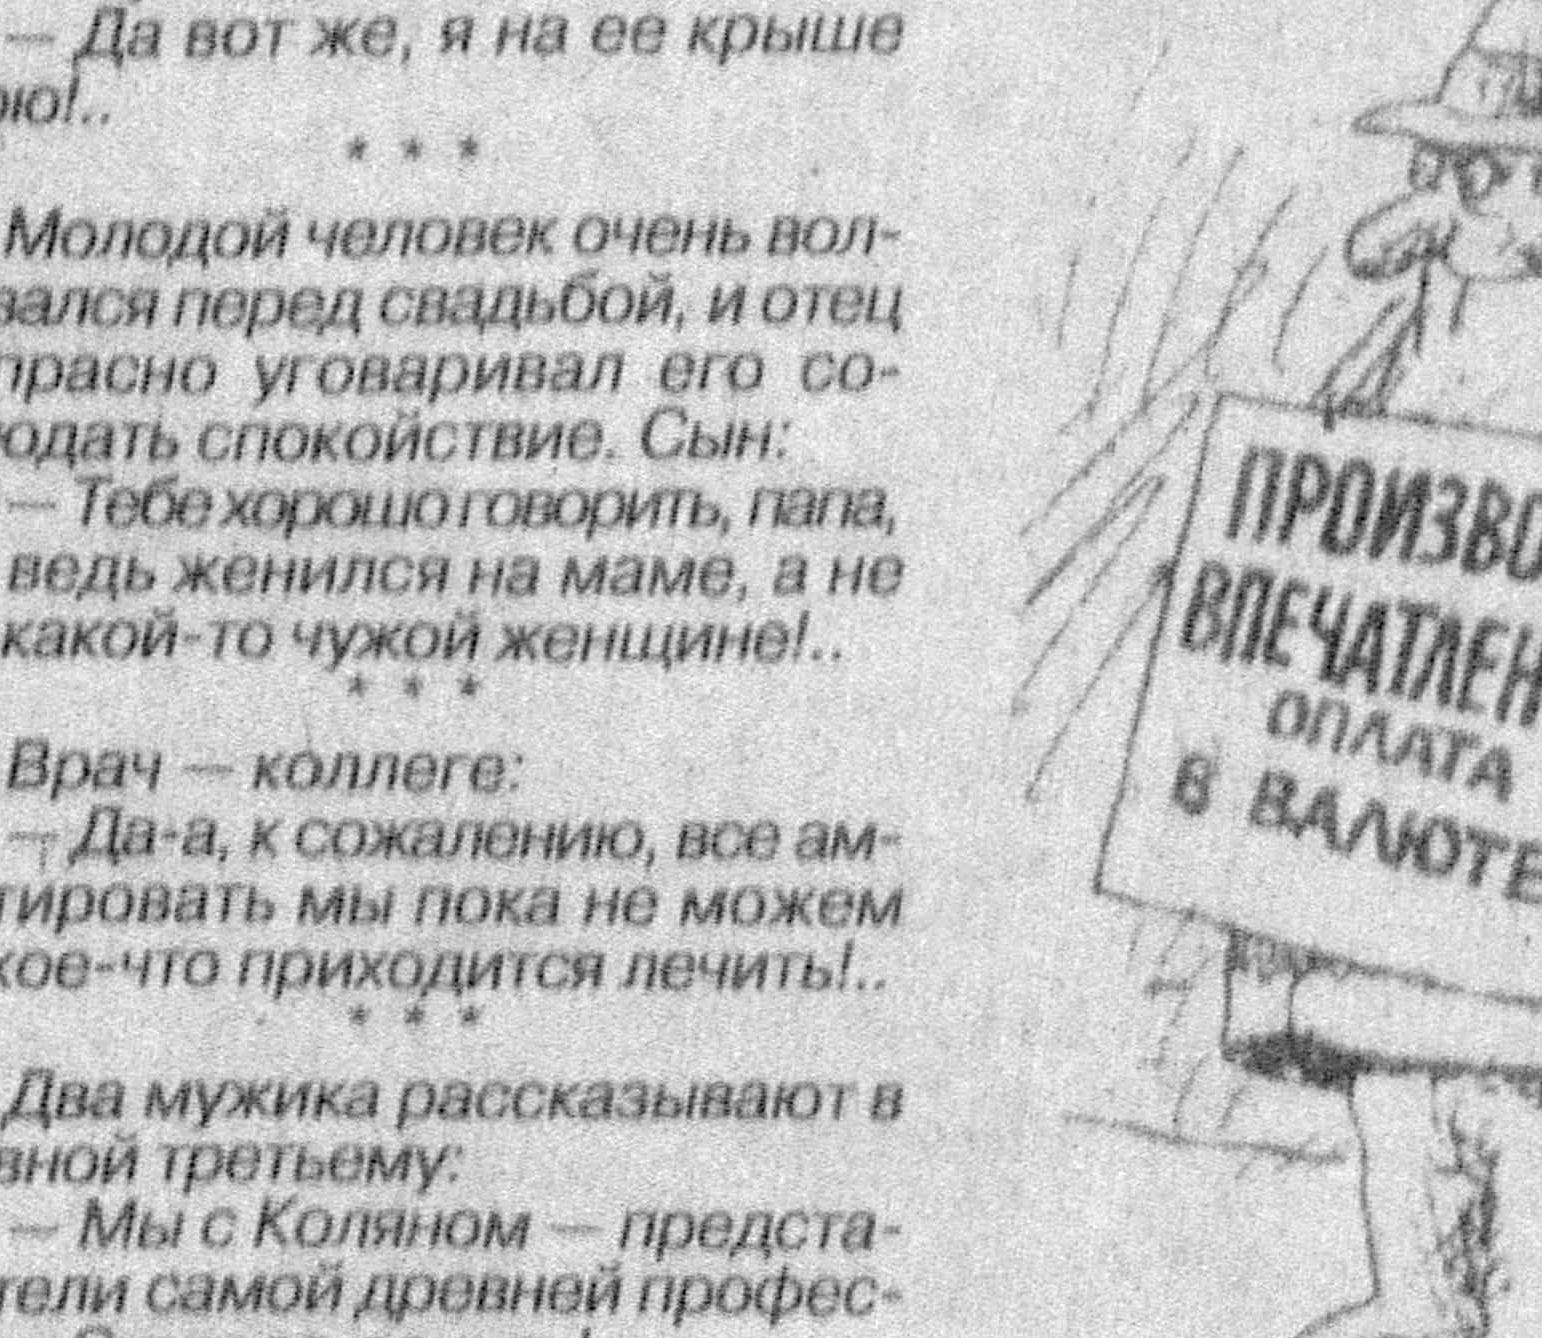 — Да вот же, я на ее крыше
ою!..
* * *
Молодой человек очень вол-
вался перед свадьбой, и отец
прасно уговаривал его со-
юдать спокойствие. Сын:
— Тебе хорошо говорить, папа,
ведь женился на маме, а не
какой-то чужой женщине!..
* * *
Врач — коллеге:
— Да-а, к сожалению, все ам-
тировать мы пока не можем
кое-что приходится лечить!..
* * *
Два мужика рассказывают в
вной третьему:
— Мы с Коляном — предста-
тели самой древней профес-
ПРОИЗВО
ВПЕЧАТЛЕН
ОПЛАТА
В ВАЛЮТЕ